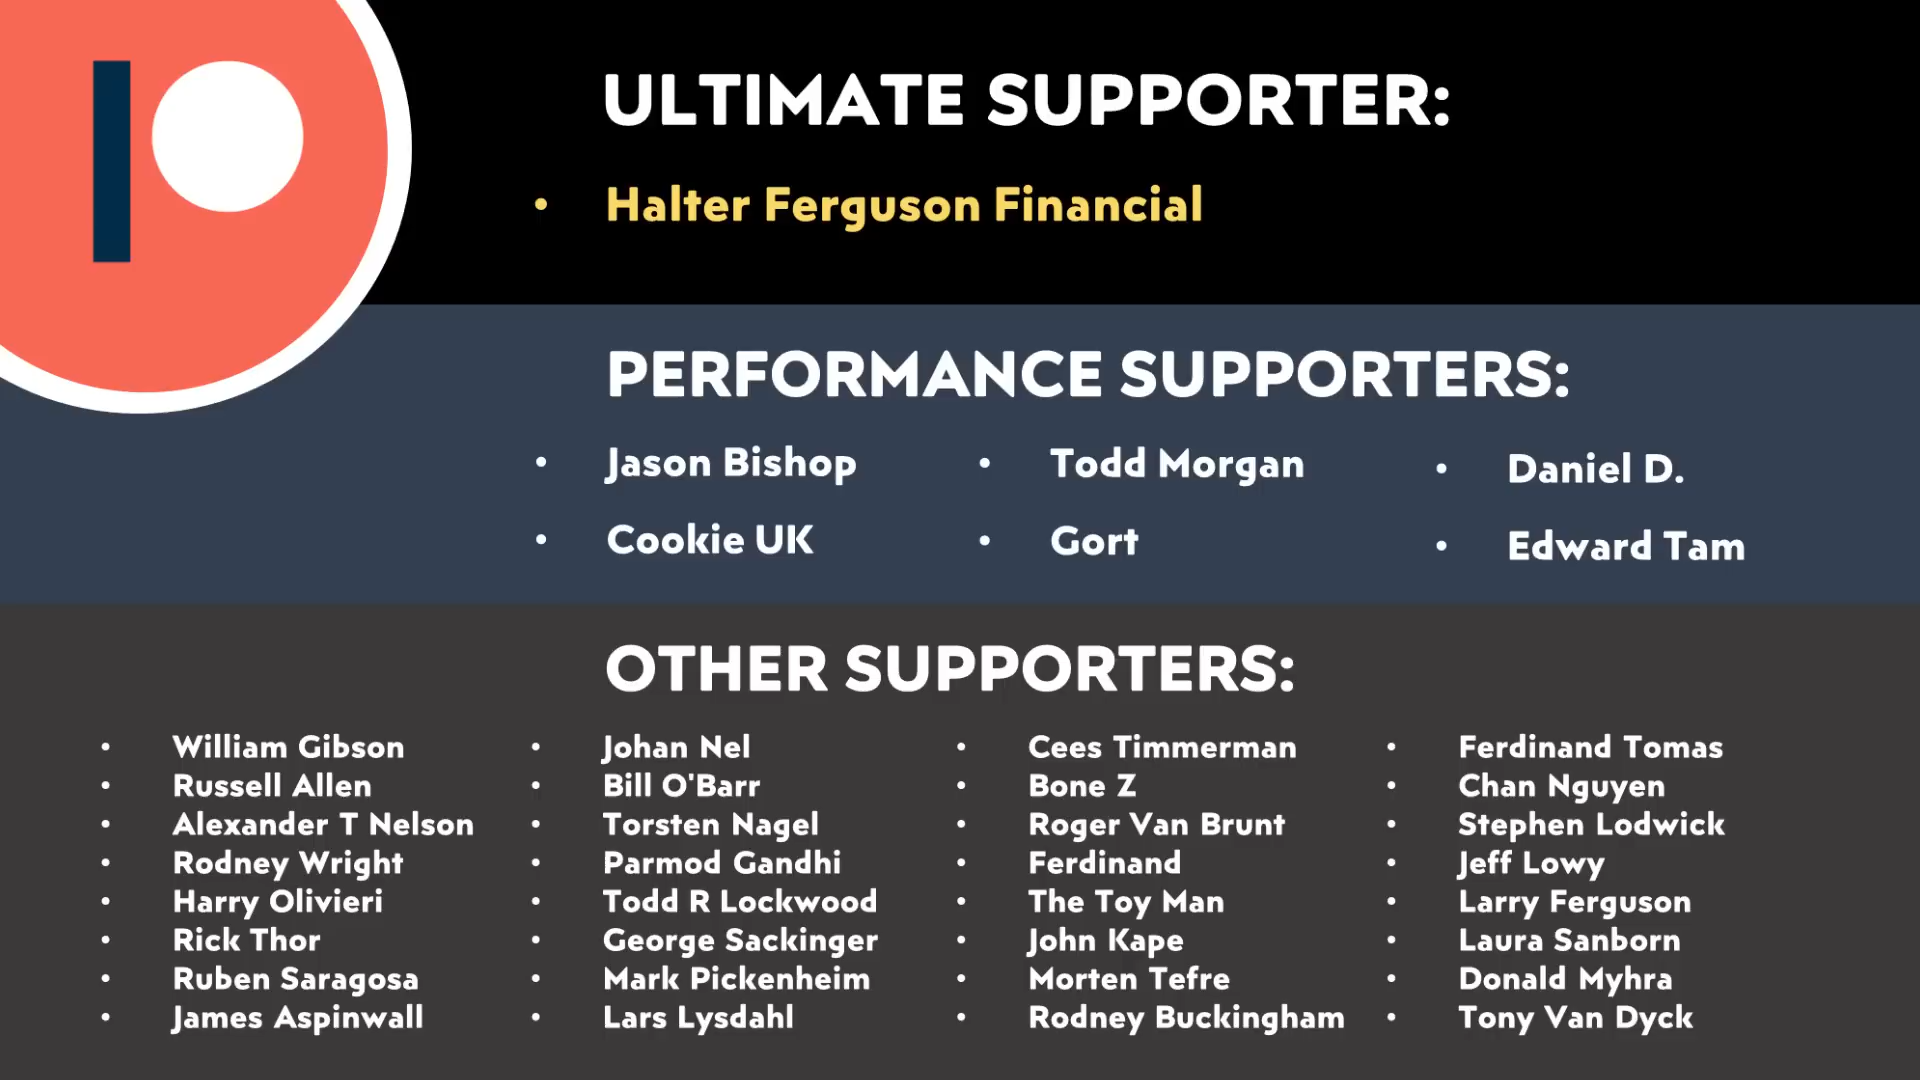 ULTIMATE SUPPORTER:
• Halter Ferguson Financial
PERFORMANCE SUPPORTERS:
• Jason Bishop • Todd Morgan • Daniel D.
• Cookie UK • Gort • Edward Tam
OTHER SUPPORTERS:
• William Gibson • Johan Nel • Cees Timmerman • Ferdinand Tomas
• Russell Allen • Bill O'Barr • Bone Z • Chan Nguyen
• Alexander T Nelson • Torsten Nagel • Roger Van Brunt • Stephen Lodwick
• Rodney Wright • Parmod Gandhi • Ferdinand • Jeff Lowy
• Harry Olivieri • Todd R Lockwood • The Toy Man • Larry Ferguson
• Rick Thor • George Sackinger • John Kape • Laura Sanborn
• Ruben Saragosa • Mark Pickenheim • Morten Tefre • Donald Myhra
• James Aspinwall • Lars Lysdahl • Rodney Buckingham • Tony Van Dyck